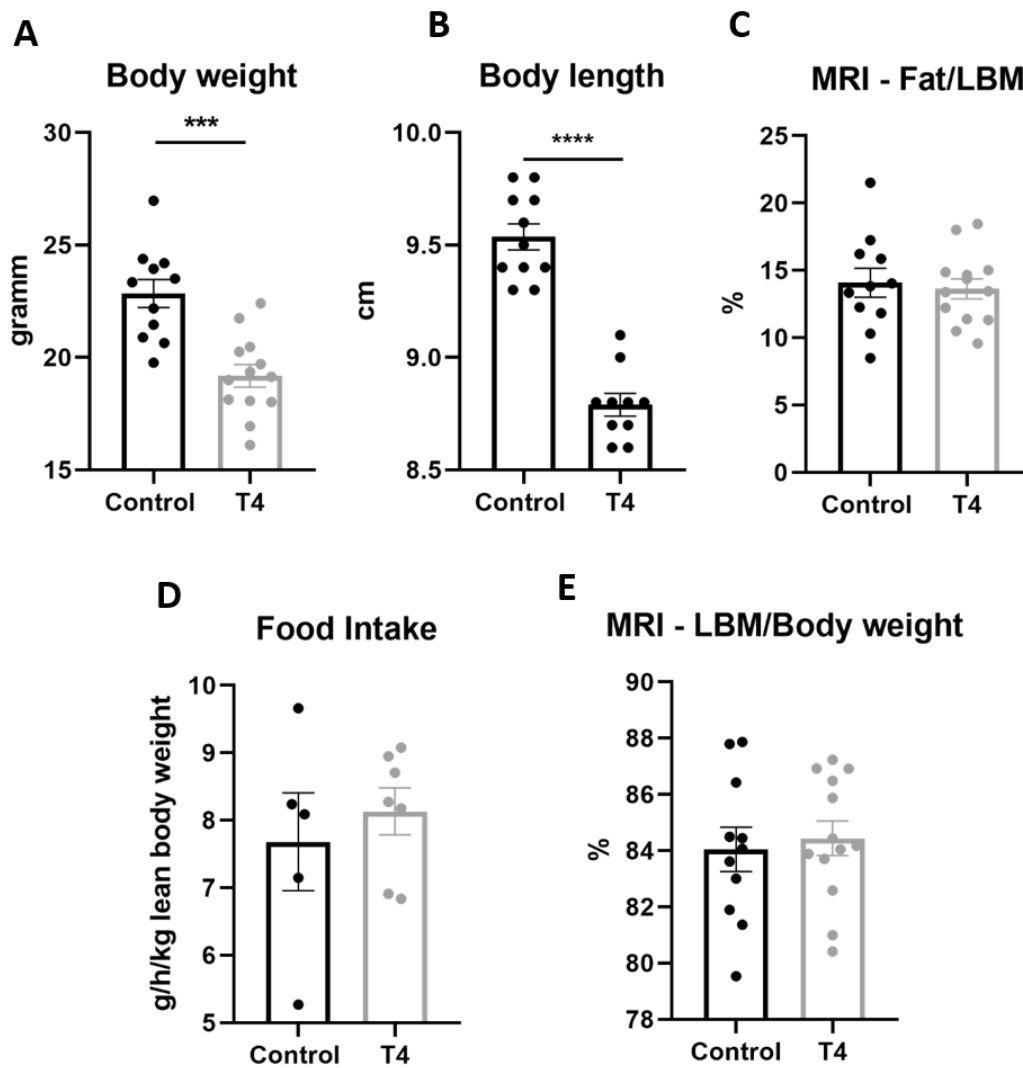 A
Body weight
***
30
25
20
15
gramm
Control T4
B
Body length
****
10.0
9.5
9.0
8.5
cm
Control T4
C
MRI - Fat/LBM
25
20
15
10
5
0
%
Control T4
D
Food Intake
10
9
8
7
6
5
g/h/kg lean body weight
Control T4
E
MRI - LBM/Body weight
90
88
86
84
82
80
78
%
Control T4